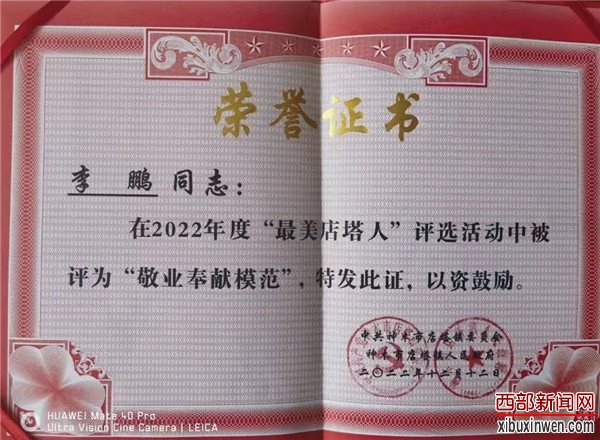 荣誉证书
李 鹏 同志：
在2022年度“最美店塔人”评选活动中被
评为“敬业奉献模范”，特发此证，以资鼓励。
中共神木市店塔镇委员会
神木市店塔镇人民政府
二〇二二年十二月十二日
HUAWEI Mate 40 Pro
Ultra Vision Cine Camera | LEICA
西部新闻网
xibuxinwen.com